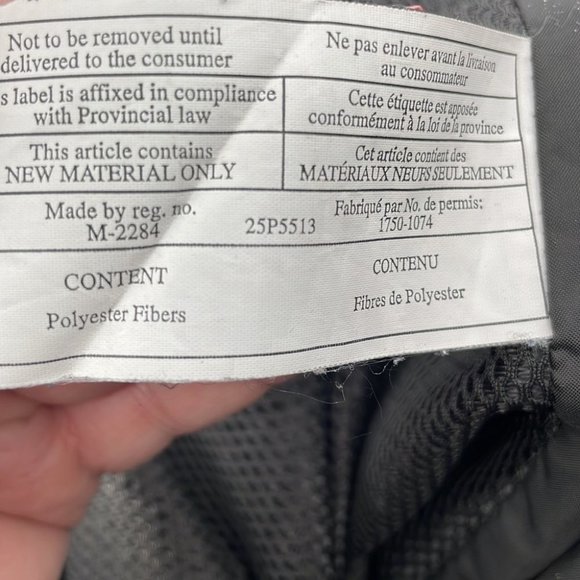 Not to be removed until
delivered to the consumer
Ne pas enlever avant la livraison
au consommateur
s label is affixed in compliance
with Provincial law
Cette étiquette est apposée
conformément à la loi de la province
This article contains
NEW MATERIAL ONLY
Cet article contient des
MATÉRIAUX NEUFS SEULEMENT
Made by reg. no.
M-2284
25P5513
Fabriqué par No. de permis:
1750-1074
CONTENT
Polyester Fibers
CONTENU
Fibres de Polyester